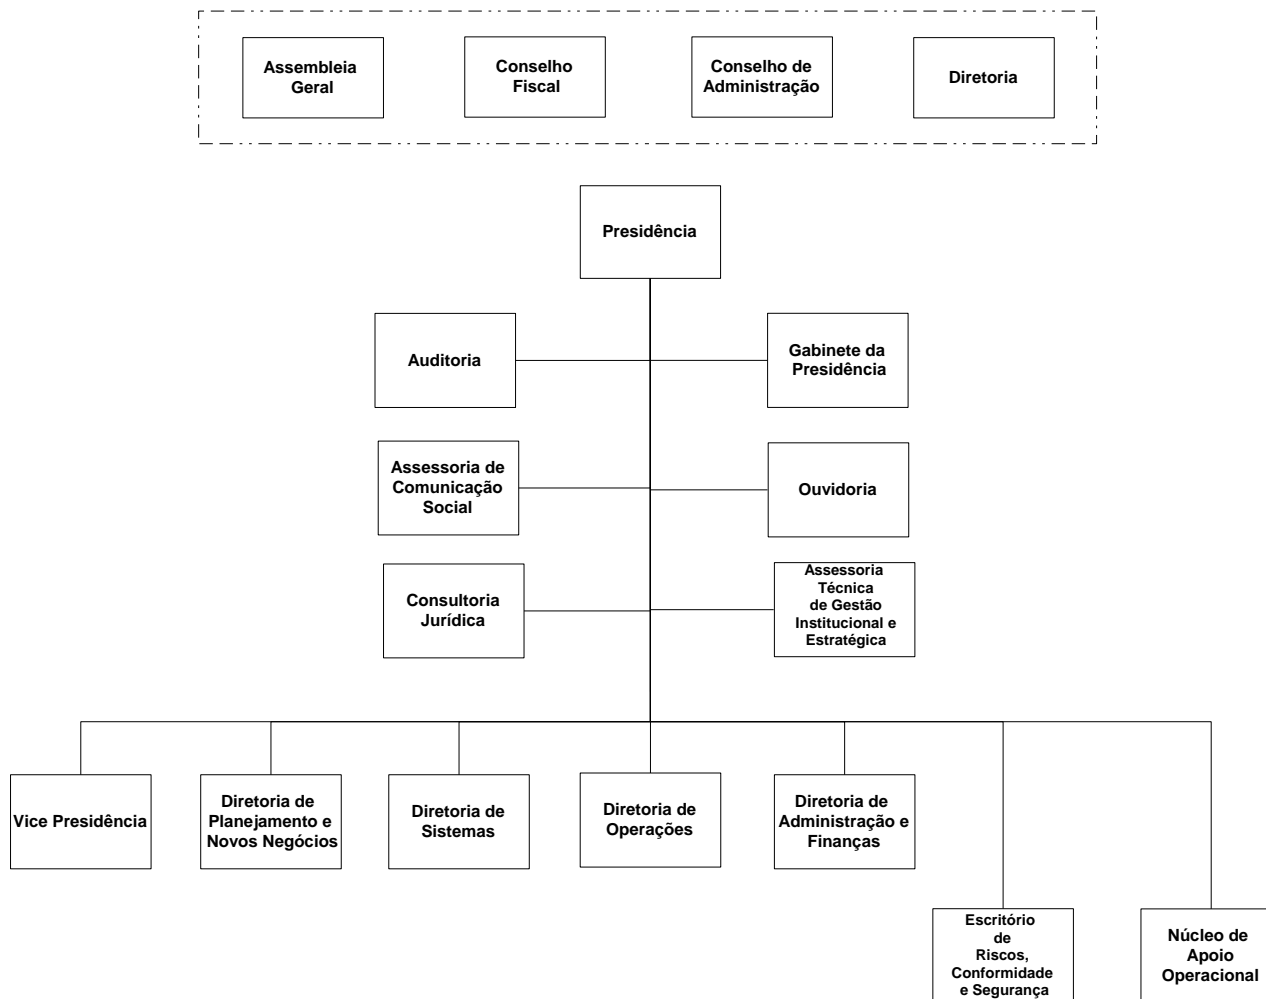 Assembleia
Geral
Conselho
Fiscal
Conselho de
Administração
Diretoria
Presidência
Auditoria
Gabinete da
Presidência
Assessoria de
Comunicação
Social
Ouvidoria
Consultoria
Jurídica
Assessoria
Técnica
de Gestão
Institucional e
Estratégica
Vice Presidência
Diretoria de
Planejamento e
Novos Negócios
Diretoria de
Sistemas
Diretoria de
Operações
Diretoria de
Administração e
Finanças
Escritório
de
Riscos,
Conformidade
e Segurança
Núcleo de
Apoio
Operacional